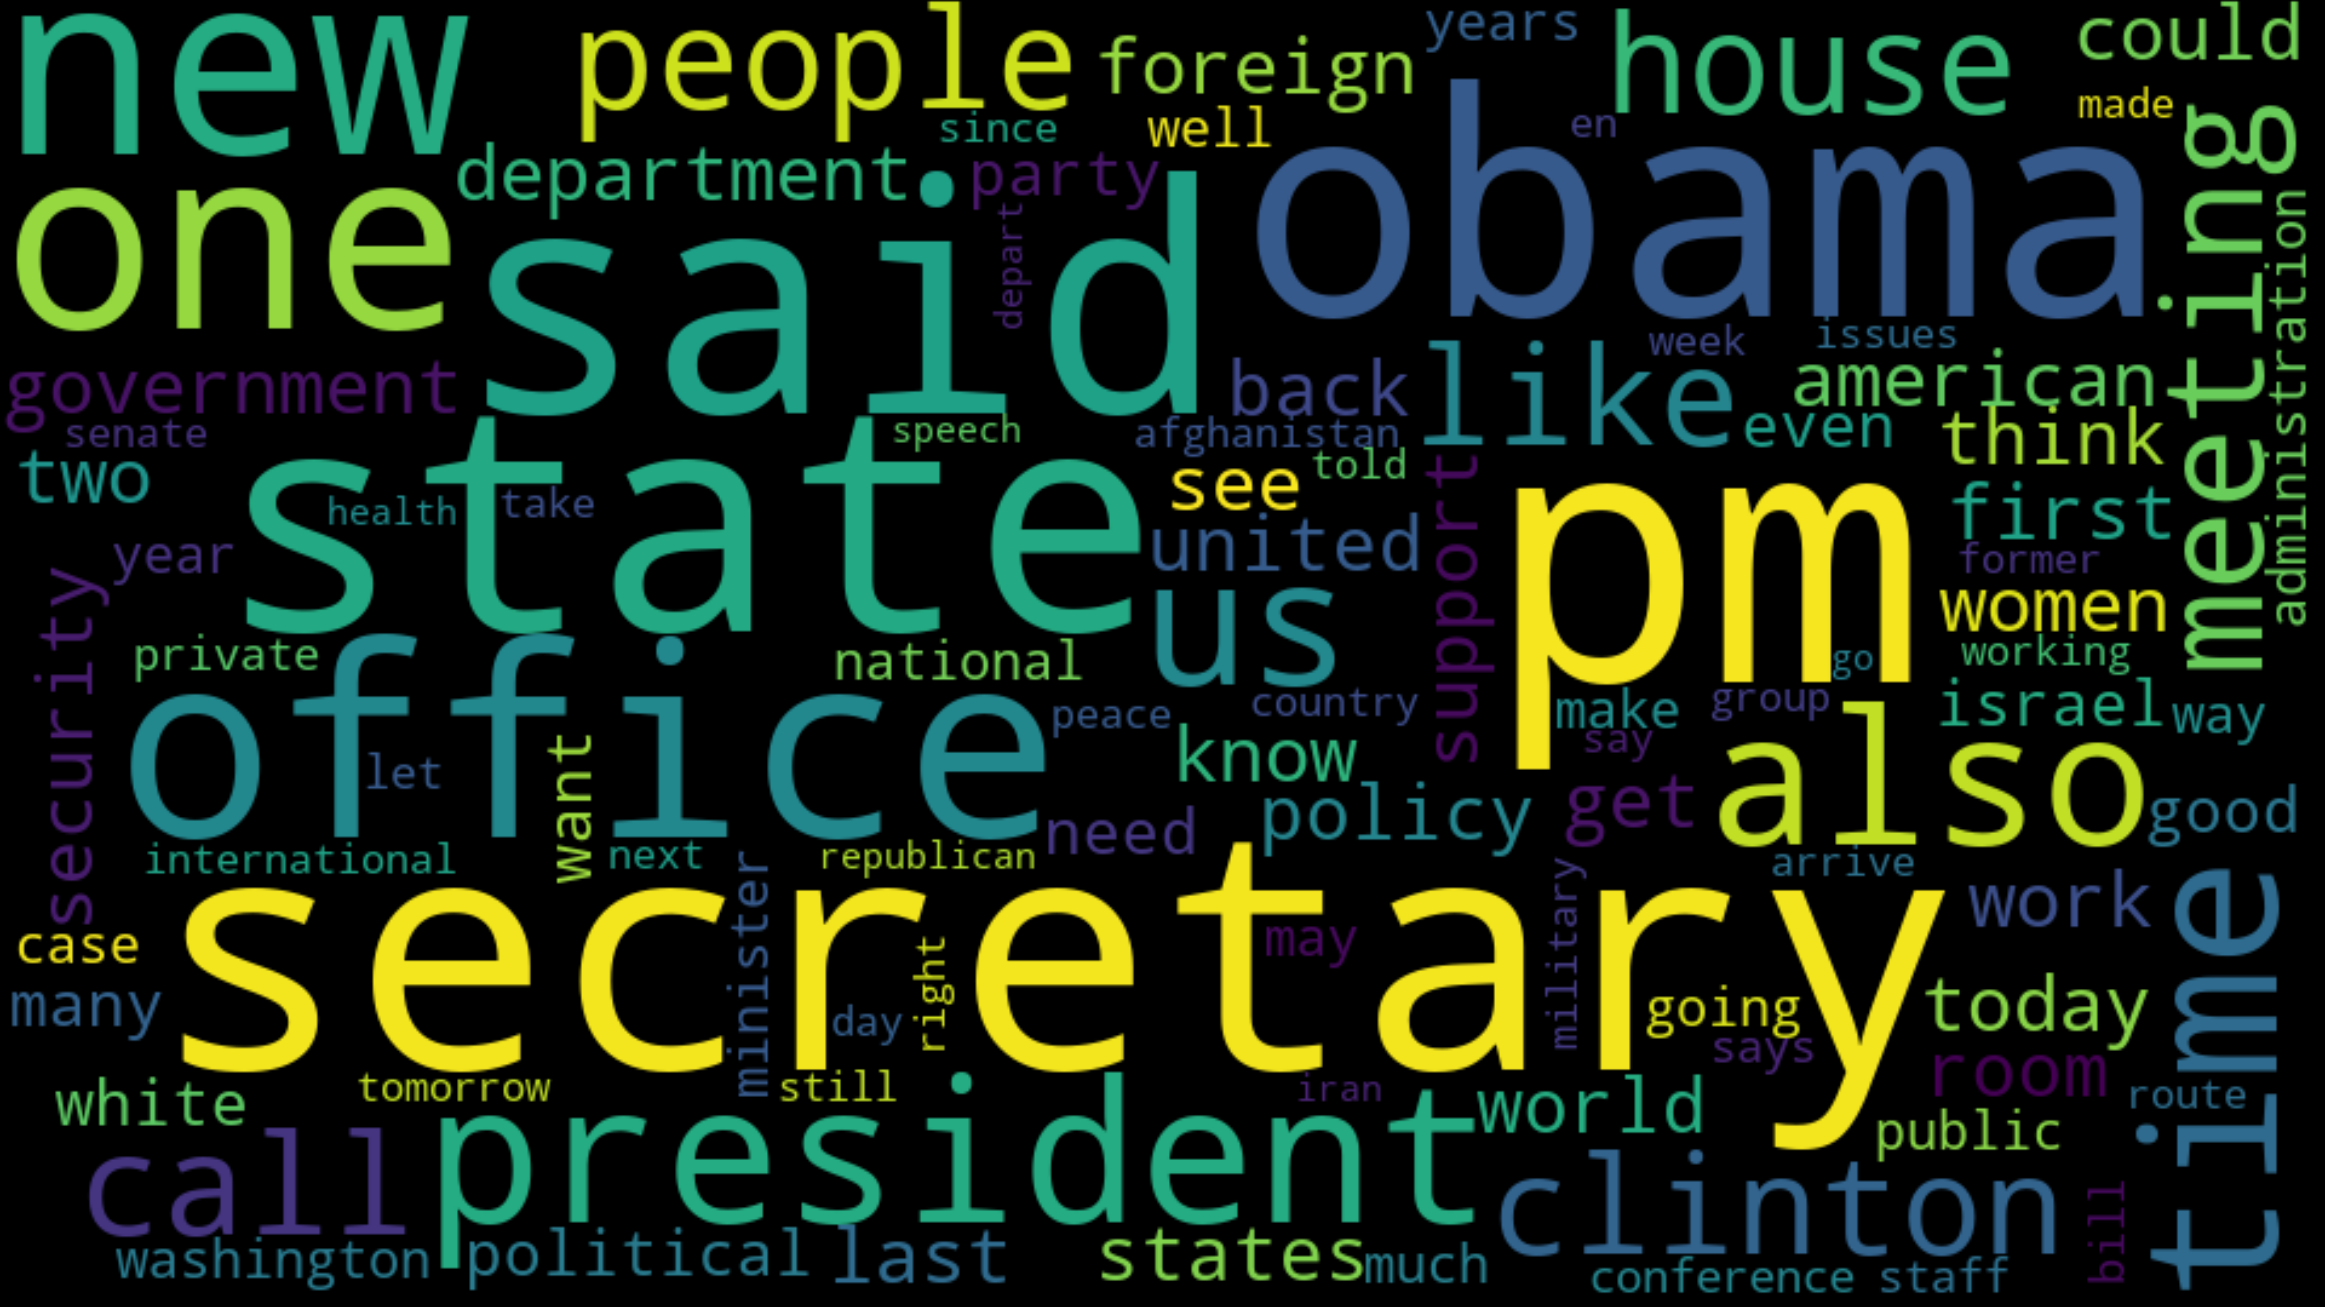 new
people
foreign
years
house
could
since
well
en
made
one
department
party
obama
meeting
said
depart
administration
government
back
like
week
issues
american
senate
speech
afghanistan
even
think
two
state
health
take
see
told
support
pm
first
year
united
former
security
us
women
private
national
go
working
office
peace
country
make
group
israel
way
let
want
know
say
also
need
policy
get
good
international
next
republican
arrive
secretary
minister
right
may
military
work
time
case
many
day
going
today
says
room
white
tomorrow
still
iran
world
route
call
president
public
clinton
bill
washington
political
last
states
much
conference
staff